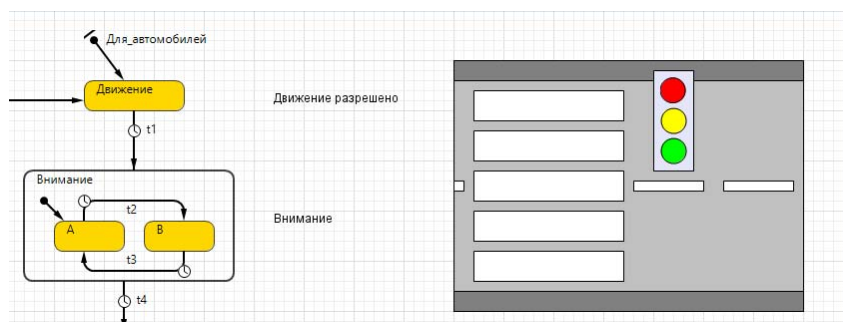 Для_автомобилей
Движение
Движение разрешено
t1
Внимание
t2
A
B
Внимание
t3
t4